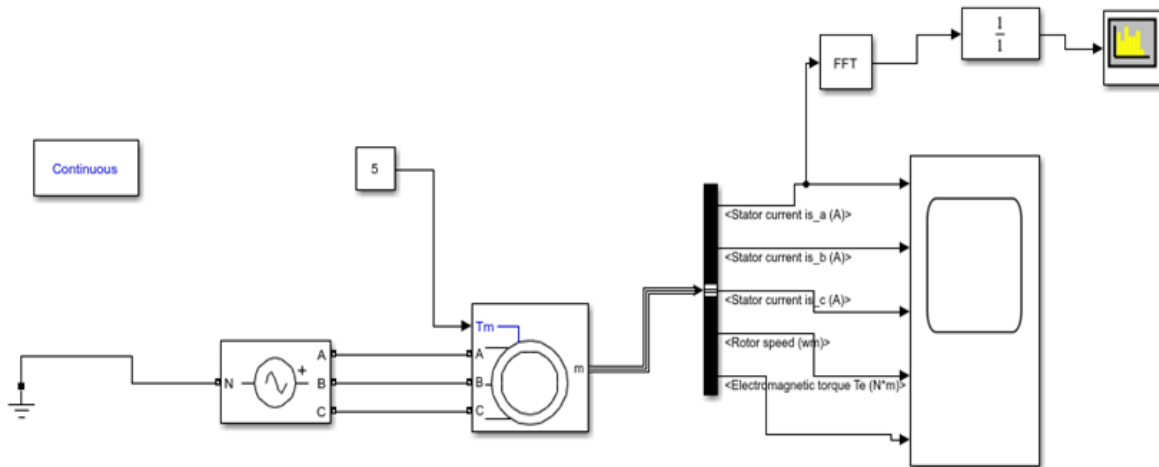 1
1
FFT
Continuous
5
<Stator current is_a (A)>
<Stator current is_b (A)>
<Stator current is_c (A)>
<Rotor speed (wm)>
<Electromagnetic torque Te (N*m)>
Tm
A
B
C
m
N
+
A
B
C